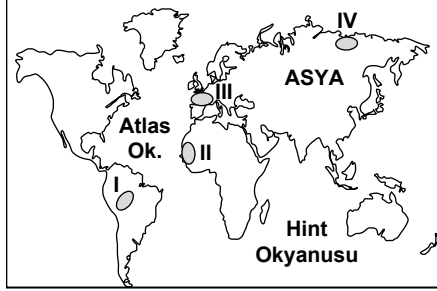 IV
ASYA
III
Atlas
Ok.
II
I
Hint
Okyanusu